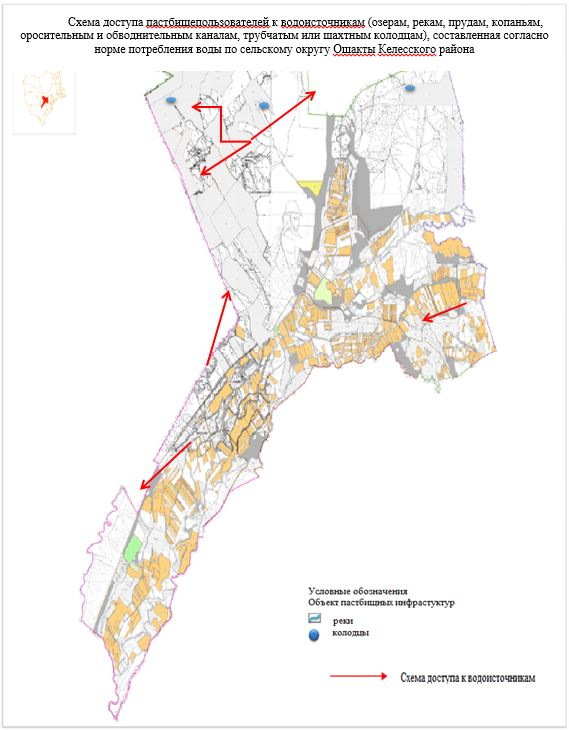 Схема доступа пастбищепользователей к водоисточникам (озерам, рекам, прудам, копаньям,
оросительным и обводнительным каналам, трубчатым или шахтным колодцам), составленная согласно
норме потребления воды по сельскому округу Ошакты Келесского района
Условные обозначения
Объект пастбищных инфраструктур
реки
колодцы
Схема доступа к водоисточникам